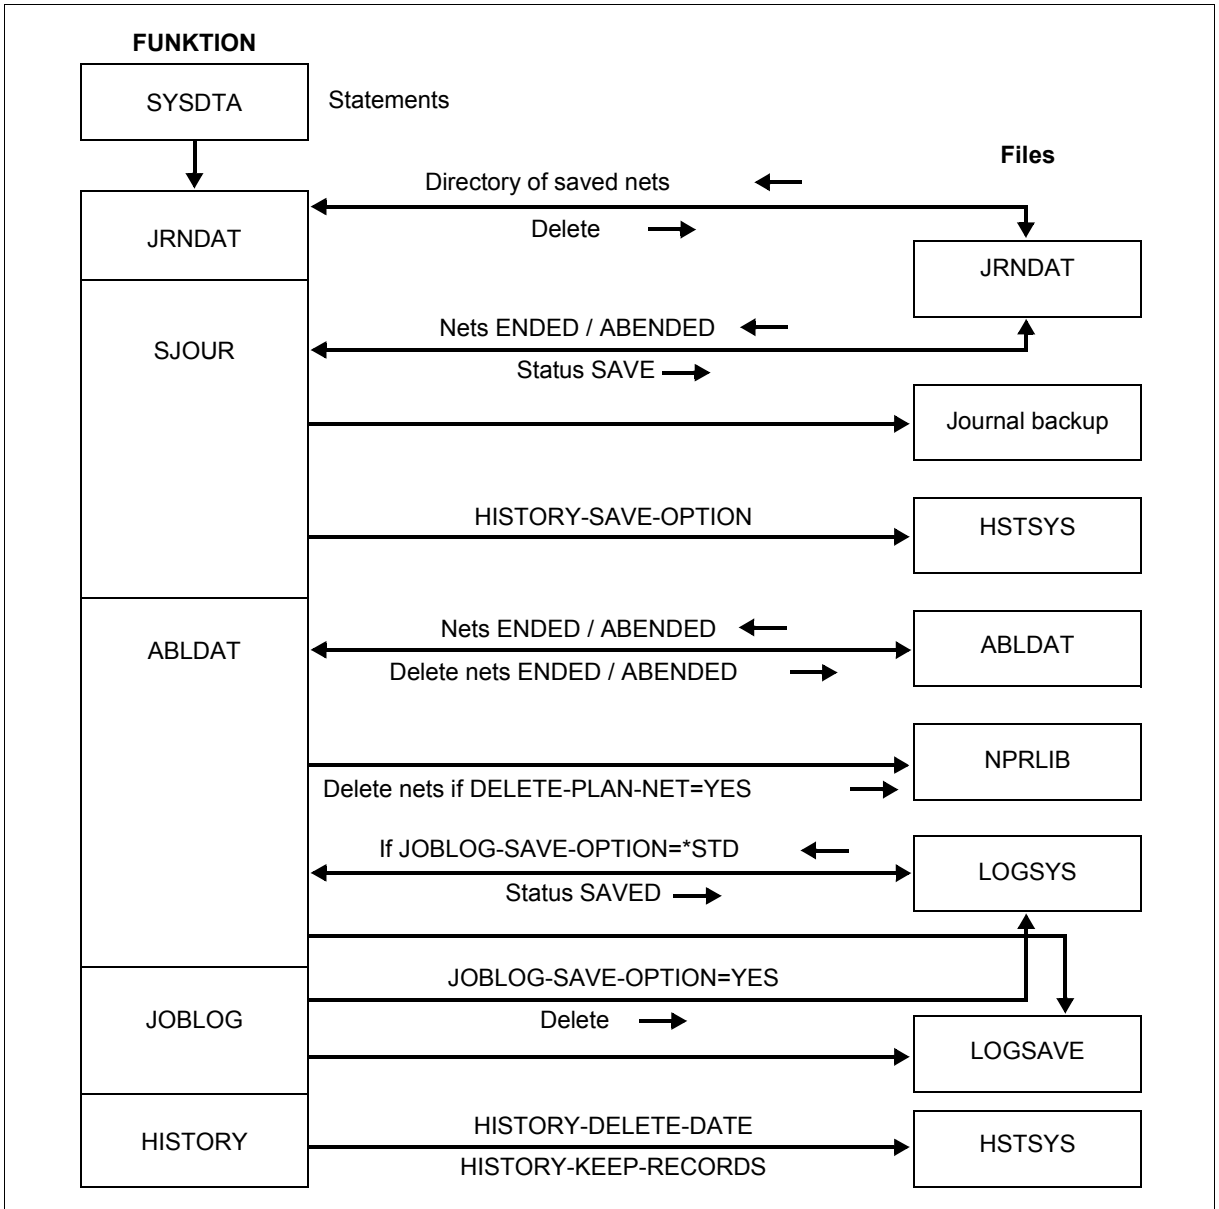 FUNKTION
SYSDTA
Statements
Files
Directory of saved nets
JRNDAT
Delete
JRNDAT
Nets ENDED / ABENDED
SJOUR
Status SAVE
Journal backup
HISTORY-SAVE-OPTION
HSTSYS
Nets ENDED / ABENDED
ABLDAT
ABLDAT
Delete nets ENDED / ABENDED
NPRLIB
Delete nets if DELETE-PLAN-NET=YES
If JOBLOG-SAVE-OPTION=*STD
LOGSYS
Status SAVED
JOBLOG-SAVE-OPTION=YES
JOBLOG
Delete
LOGSAVE
HISTORY-DELETE-DATE
HISTORY
HSTSYS
HISTORY-KEEP-RECORDS